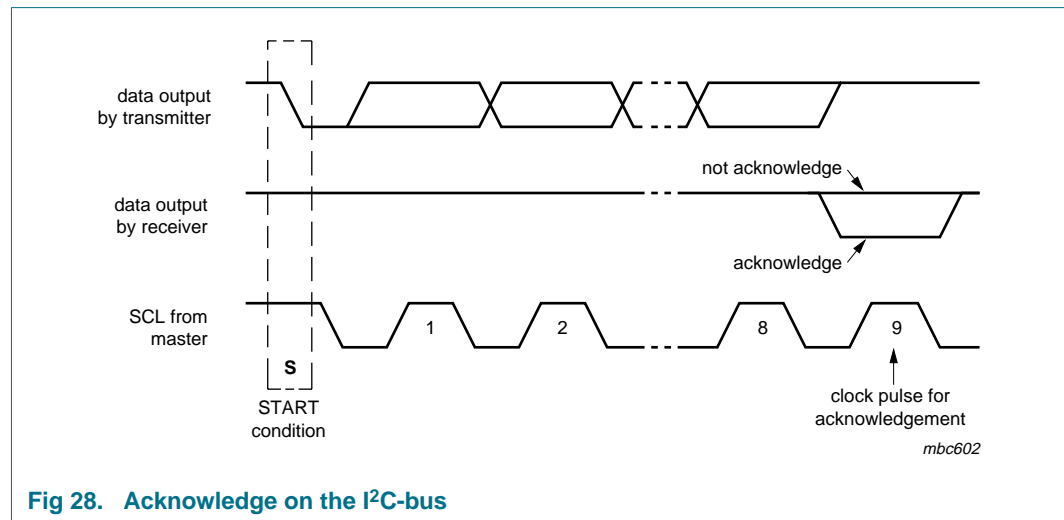 data output
by transmitter
not acknowledge
data output
by receiver
acknowledge
SCL from
master
1
2
8
9
S
START
condition
clock pulse for
acknowledgement
mbc602
Fig 28. Acknowledge on the I²C-bus